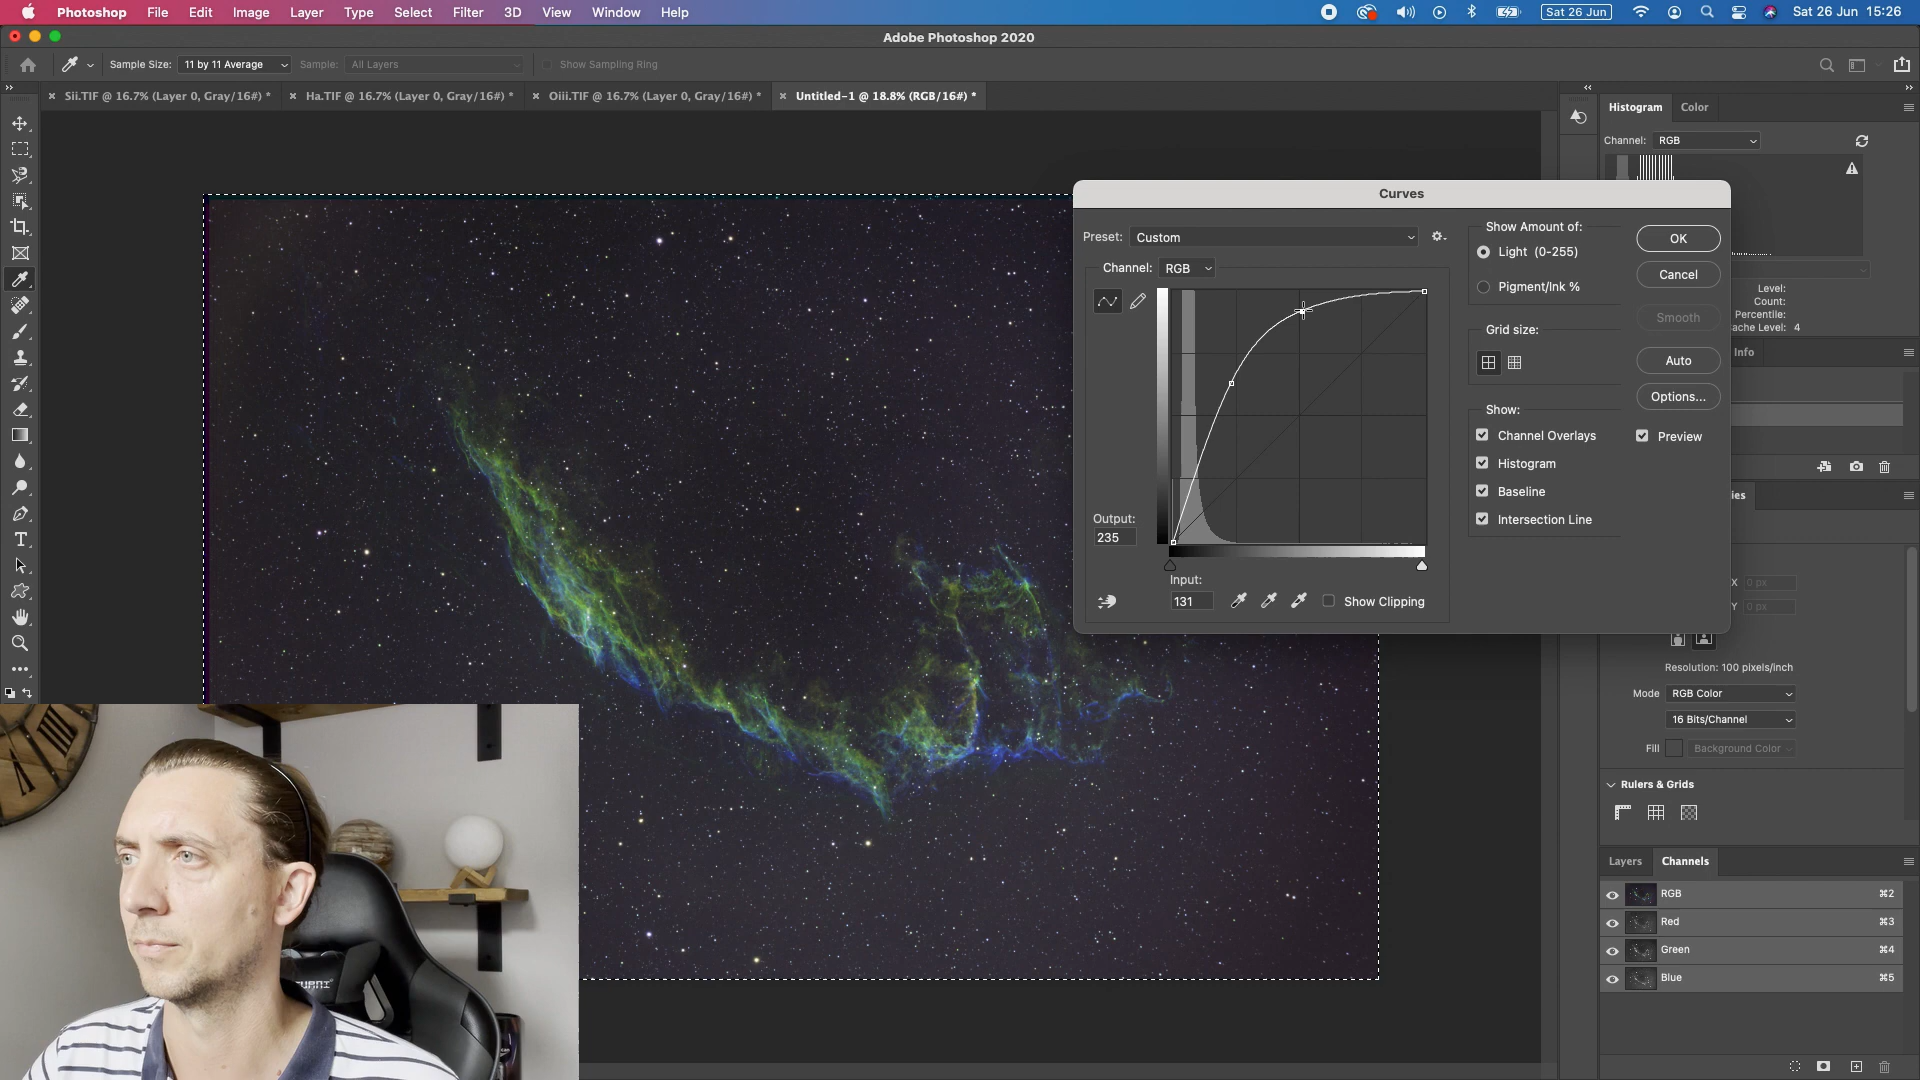 Photoshop File Edit Image Layer Type Select Filter 3D View Window Help Sat 26 Jun Sat 26 Jun 15:26
Adobe Photoshop 2020
Sample Size: 11 by 11 Average Sample: All Layers Show Sampling Ring
Sii.TIF @ 16.7% (Layer 0, Gray/16#) * Ha.TIF @ 16.7% (Layer 0, Gray/16#) * Oiii.TIF @ 16.7% (Layer 0, Gray/16#) * Untitled-1 @ 18.8% (RGB/16#) *
Histogram Color
Channel: RGB
Curves
Preset: Custom
Channel: RGB
Output:
235
Input:
131
Show Clipping
Show Amount of:
Light (0-255)
Pigment/Ink %
Grid size:
Show:
Channel Overlays
Histogram
Baseline
Intersection Line
OK
Cancel
Smooth
Auto
Options...
Preview
Level:
Count:
Percentile:
ache Level: 4
Info
ies
X 0 px
Y 0 px
Resolution: 100 pixels/inch
Mode RGB Color
16 Bits/Channel
Fill Background Color
Rulers & Grids
Layers Channels
RGB ⌘2
Red ⌘3
Green ⌘4
Blue ⌘5